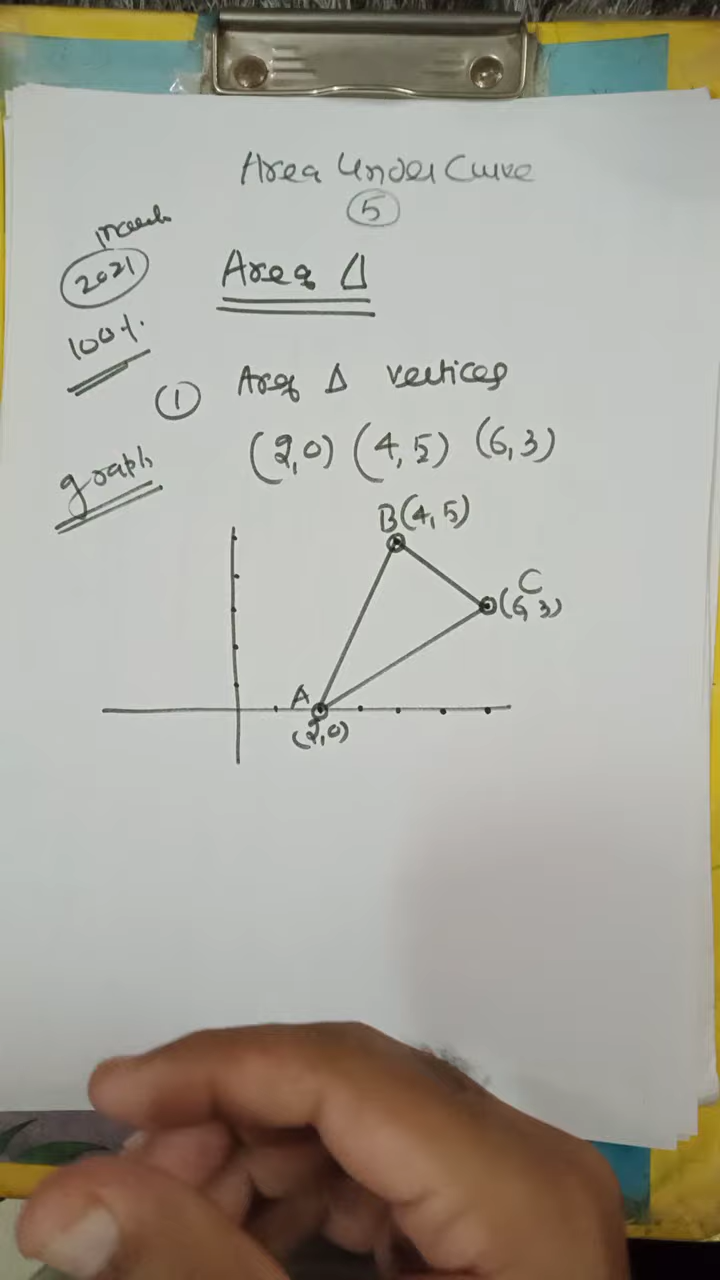 Area Under Curve
5
March
2021
100%
Area Δ
① Area Δ vertices
(2,0) (4,5) (6,3)
graph
B(4,5)
C
(6,3)
A
(2,0)